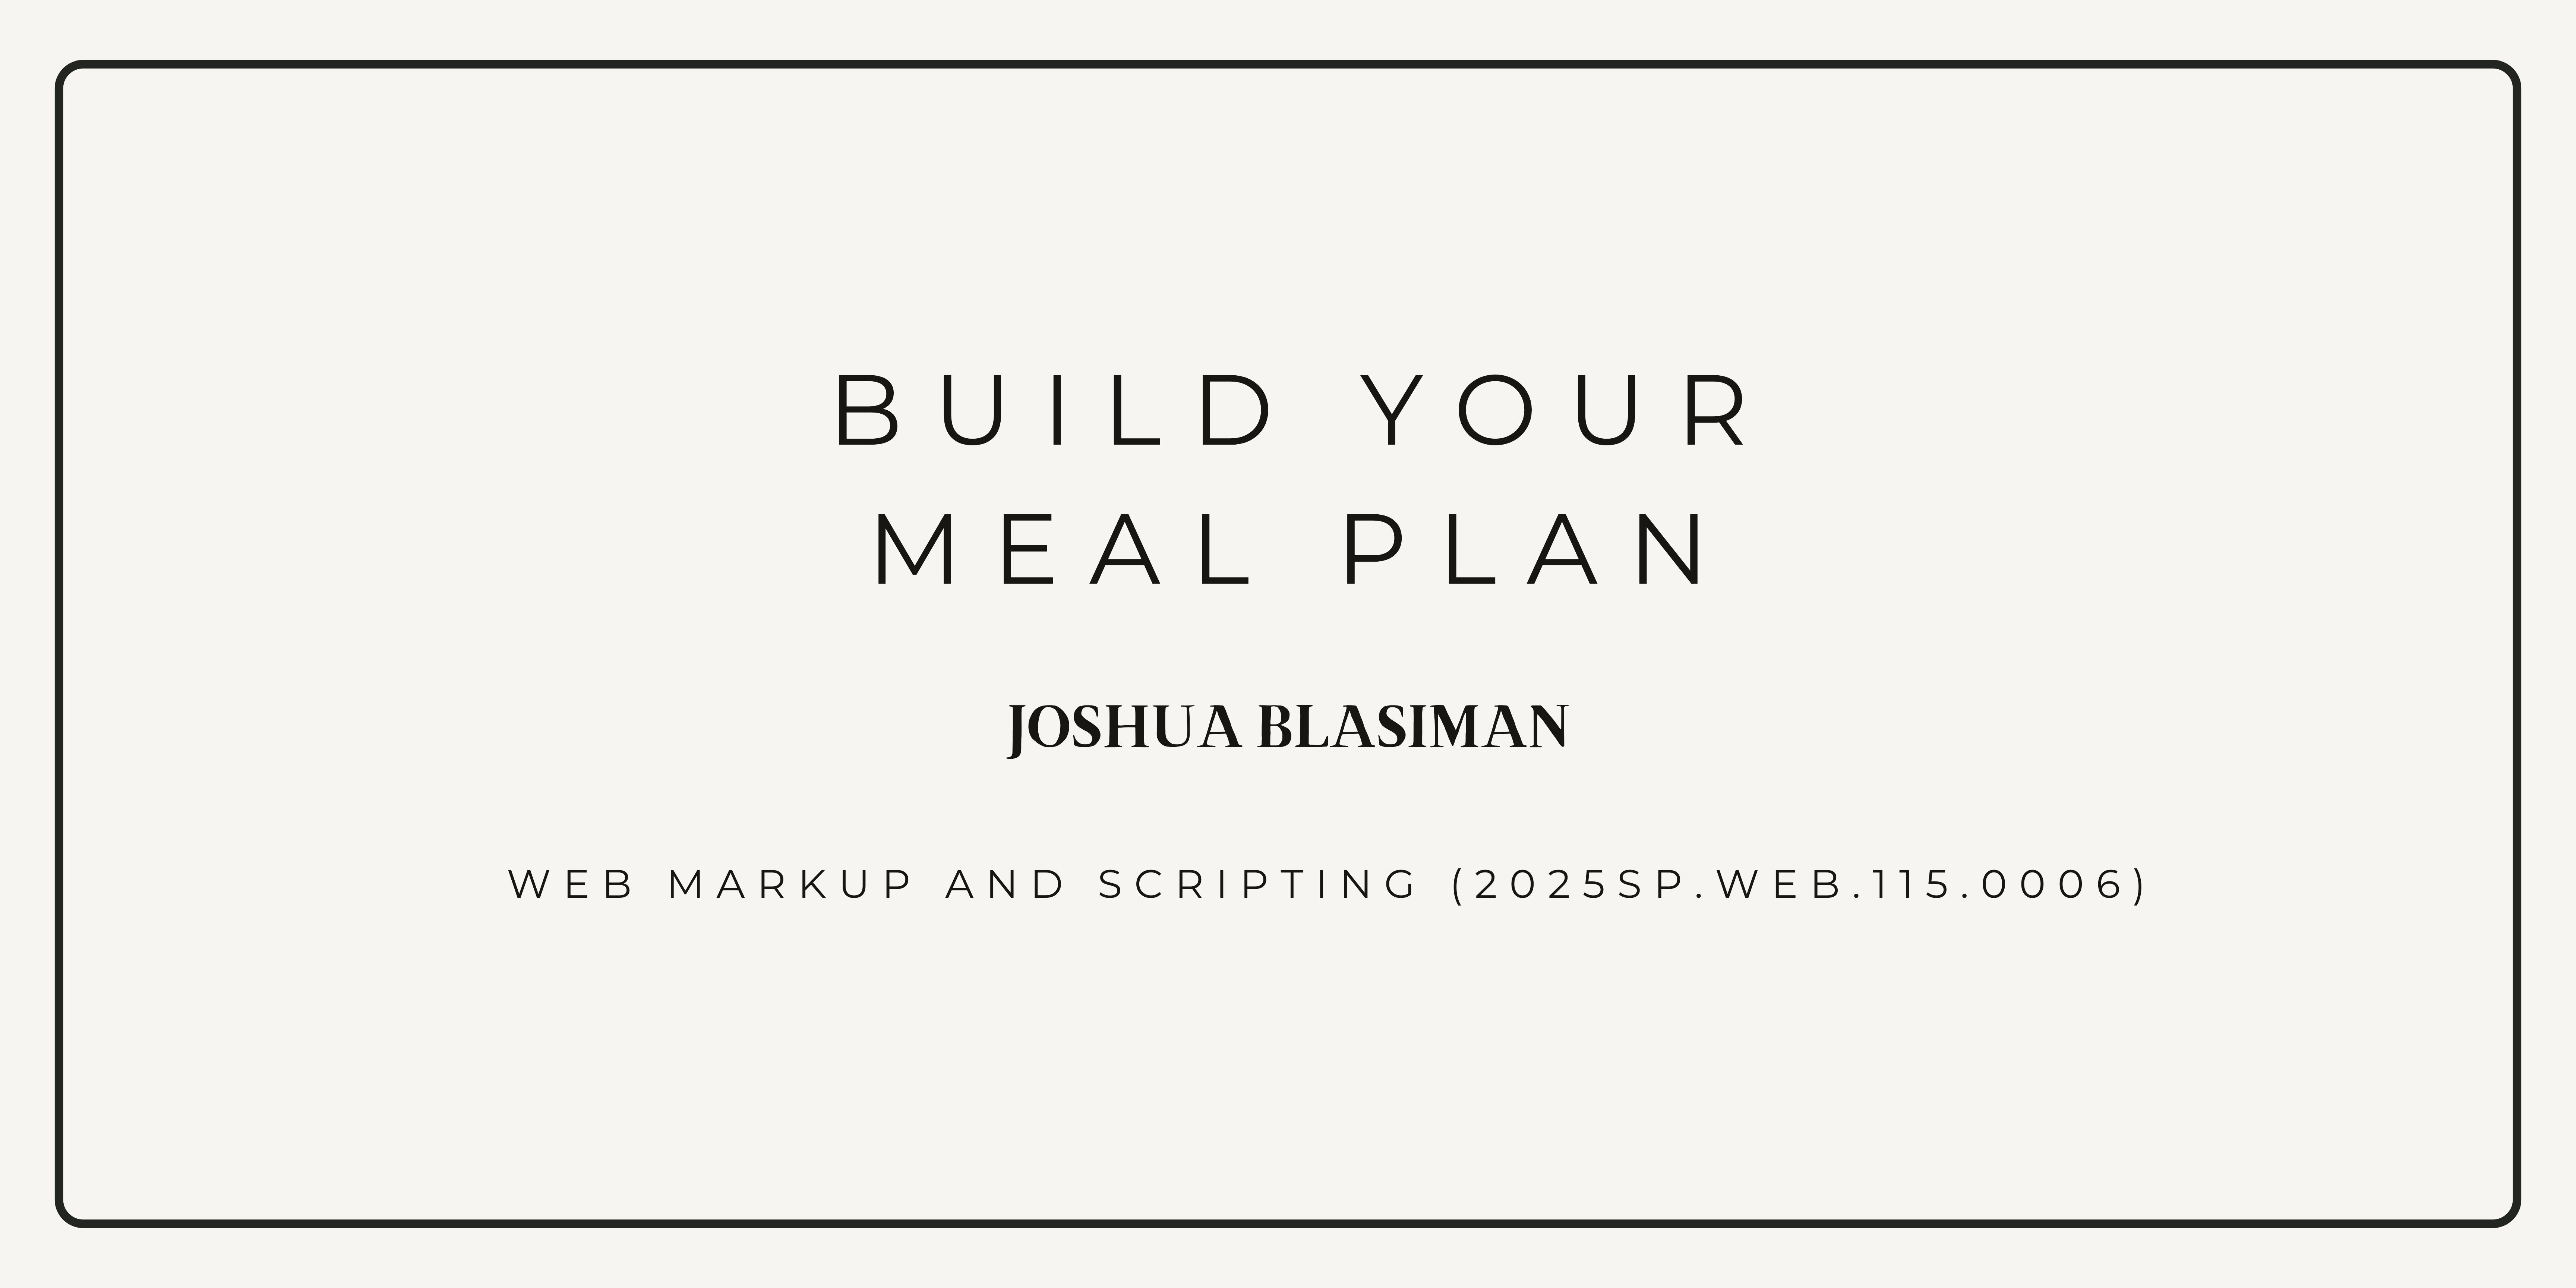 BUILD YOUR
MEAL PLAN
JOSHUA BLASIMAN
WEB MARKUP AND SCRIPTING (2025SP.WEB.115.0006)